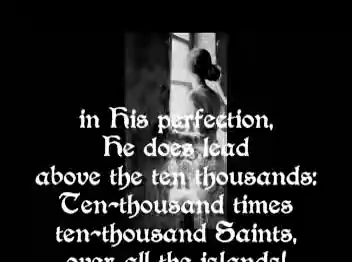 in His perfection,
He does lead
above the ten thousands:
Ten-thousand times
ten-thousand Saints,
over all the islands!